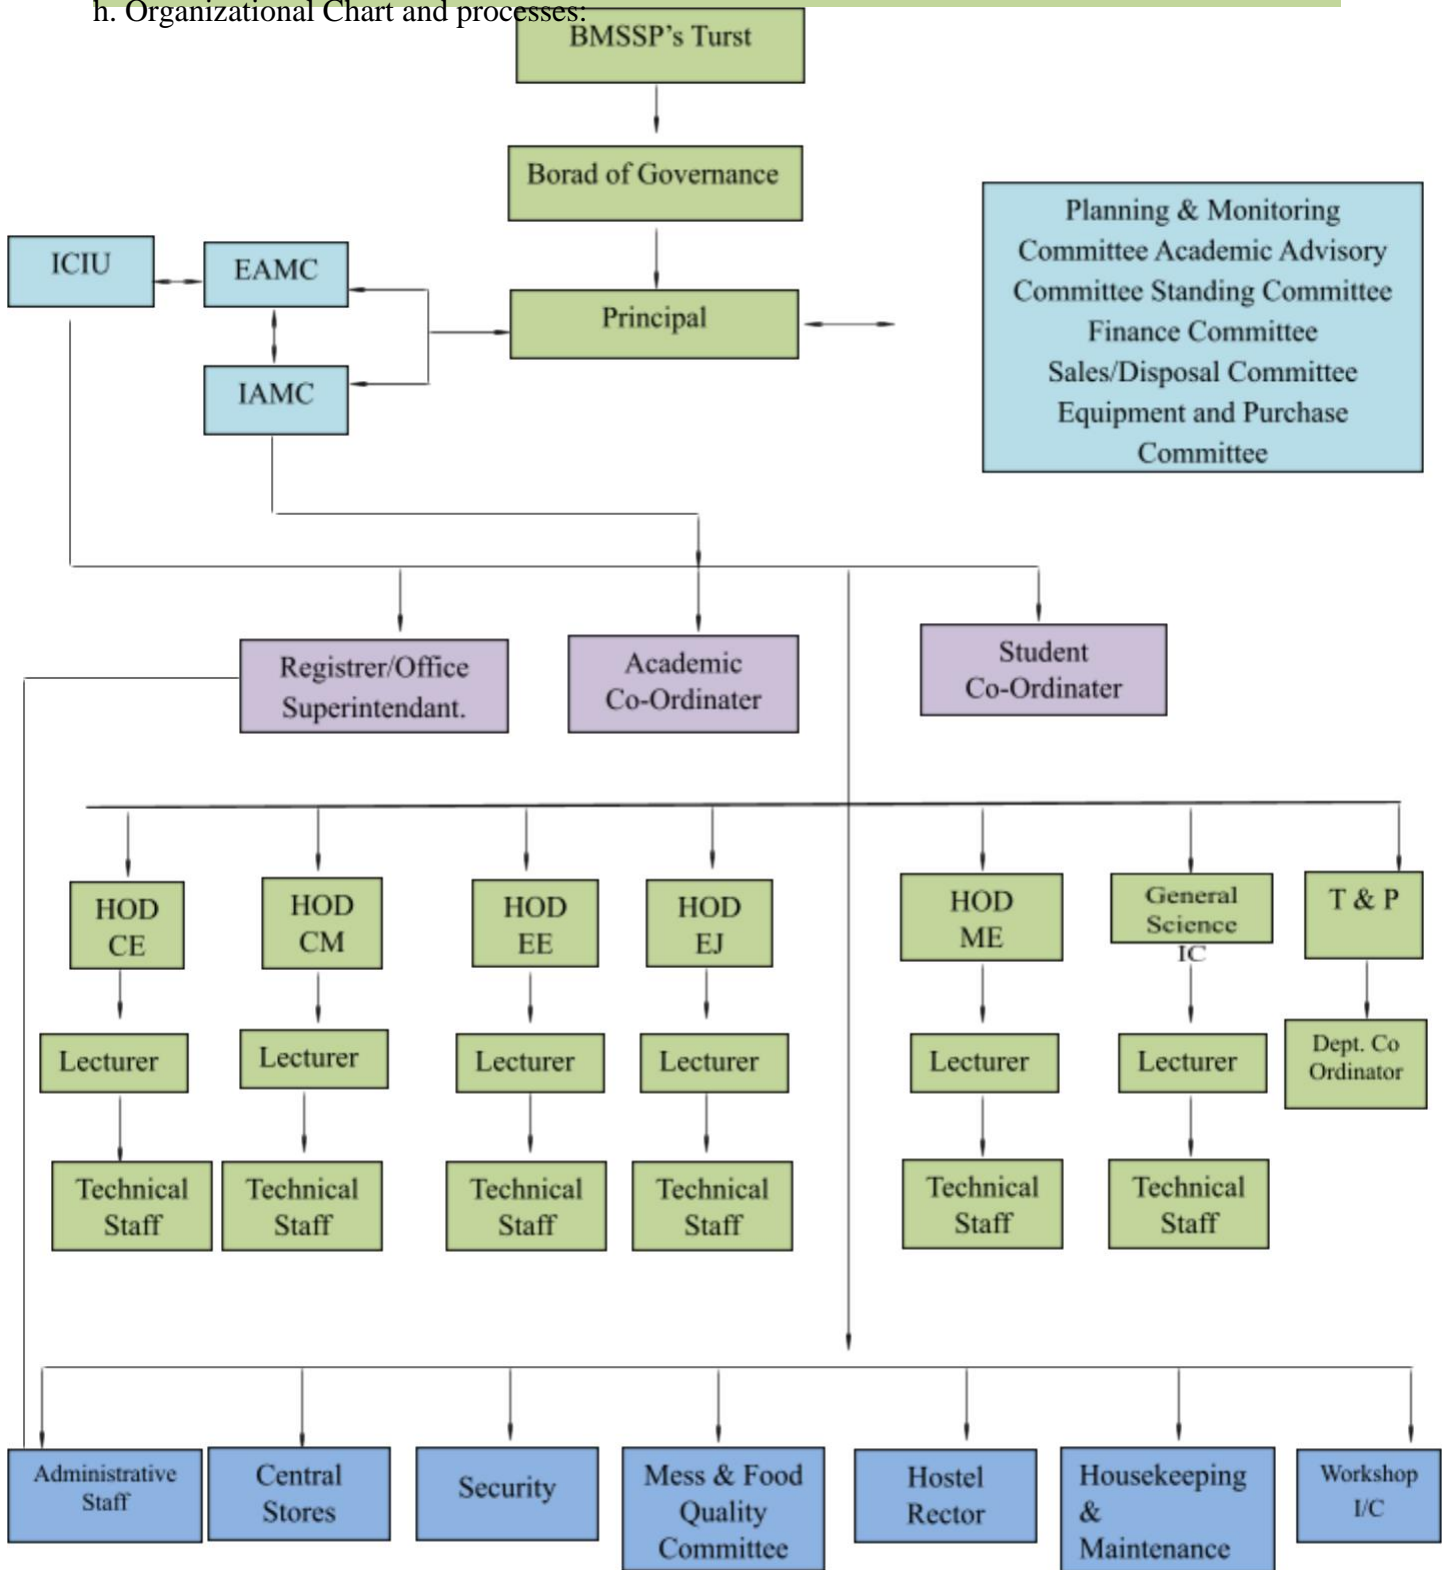 h. Organizational Chart and processes:
BMSSP’s Turst
Borad of Governance
Planning & Monitoring
Committee Academic Advisory
Committee Standing Committee
Finance Committee
Sales/Disposal Committee
Equipment and Purchase
Committee
ICIU
EAMC
Principal
IAMC
Registrer/Office
Superintendant.
Academic
Co-Ordinater
Student
Co-Ordinater
HOD
CE
HOD
CM
HOD
EE
HOD
EJ
HOD
ME
General
Science
IC
T & P
Lecturer
Lecturer
Lecturer
Lecturer
Lecturer
Lecturer
Dept. Co
Ordinator
Technical
Staff
Technical
Staff
Technical
Staff
Technical
Staff
Technical
Staff
Technical
Staff
Administrative
Staff
Central
Stores
Security
Mess & Food
Quality
Committee
Hostel
Rector
Housekeeping
&
Maintenance
Workshop
I/C